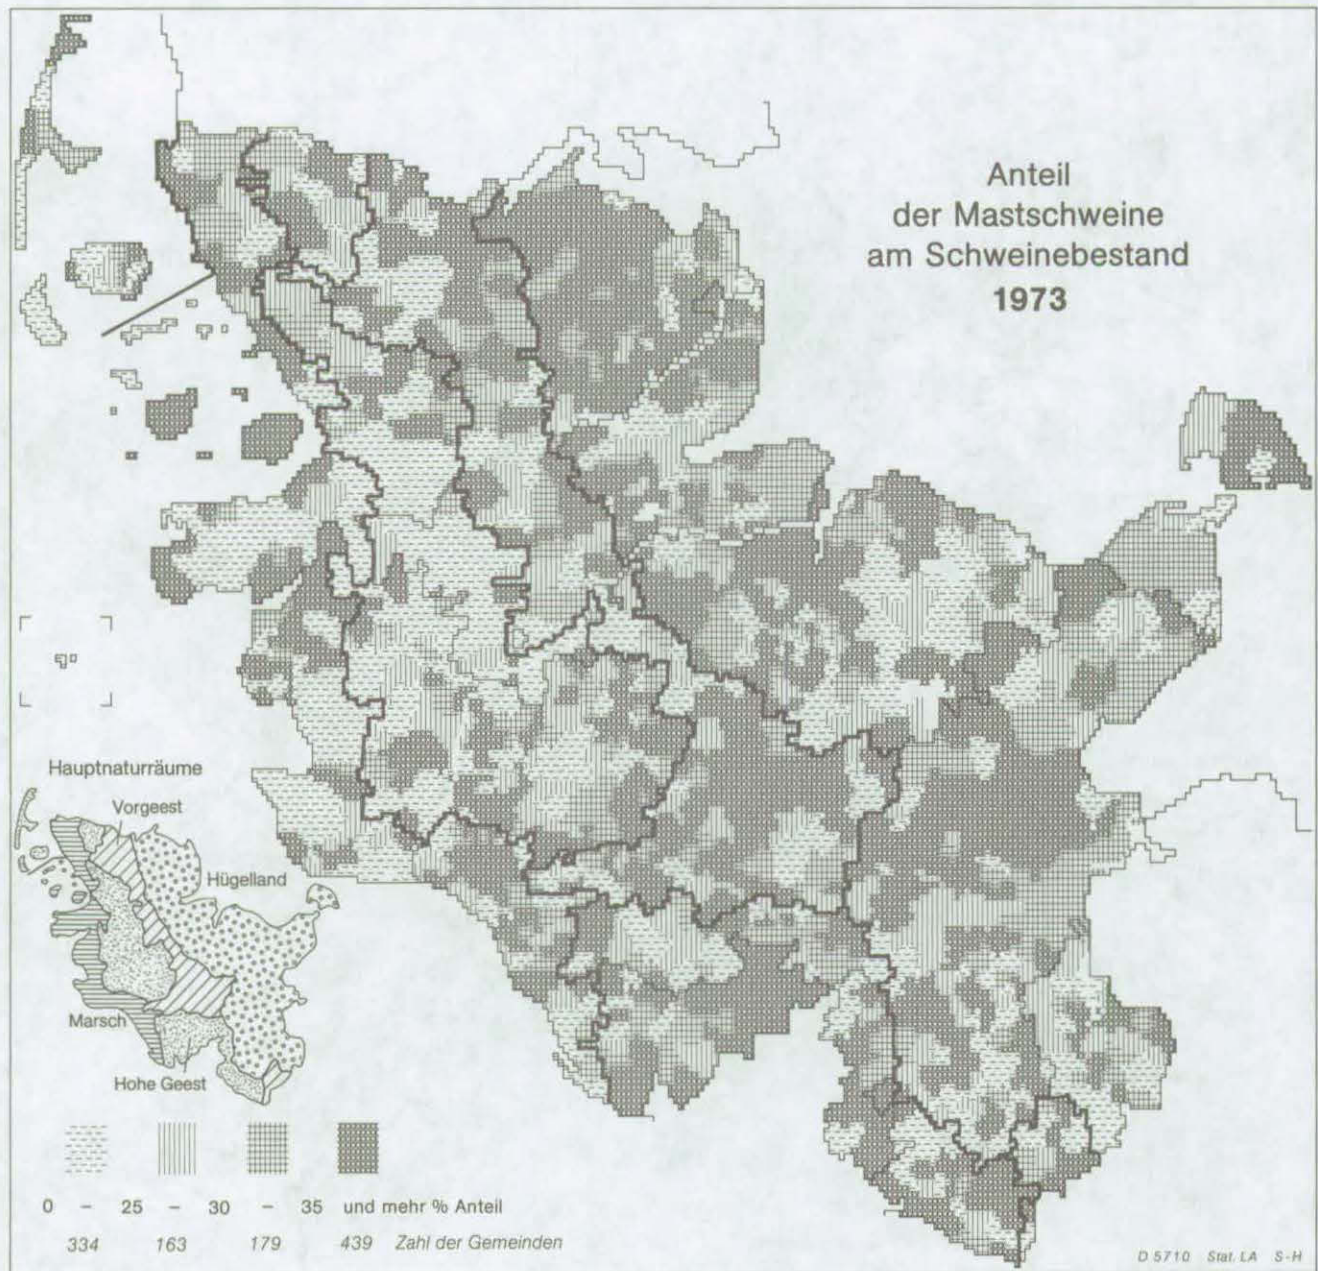 Anteil
der Mastschweine
am Schweinebestand
1973
Hauptnaturräume
Vorgeest
Hügelland
Marsch
Hohe Geest
0 – 25 – 30 – 35 und mehr % Anteil
334 163 179 439 Zahl der Gemeinden
D 5710 Stat. LA S-H